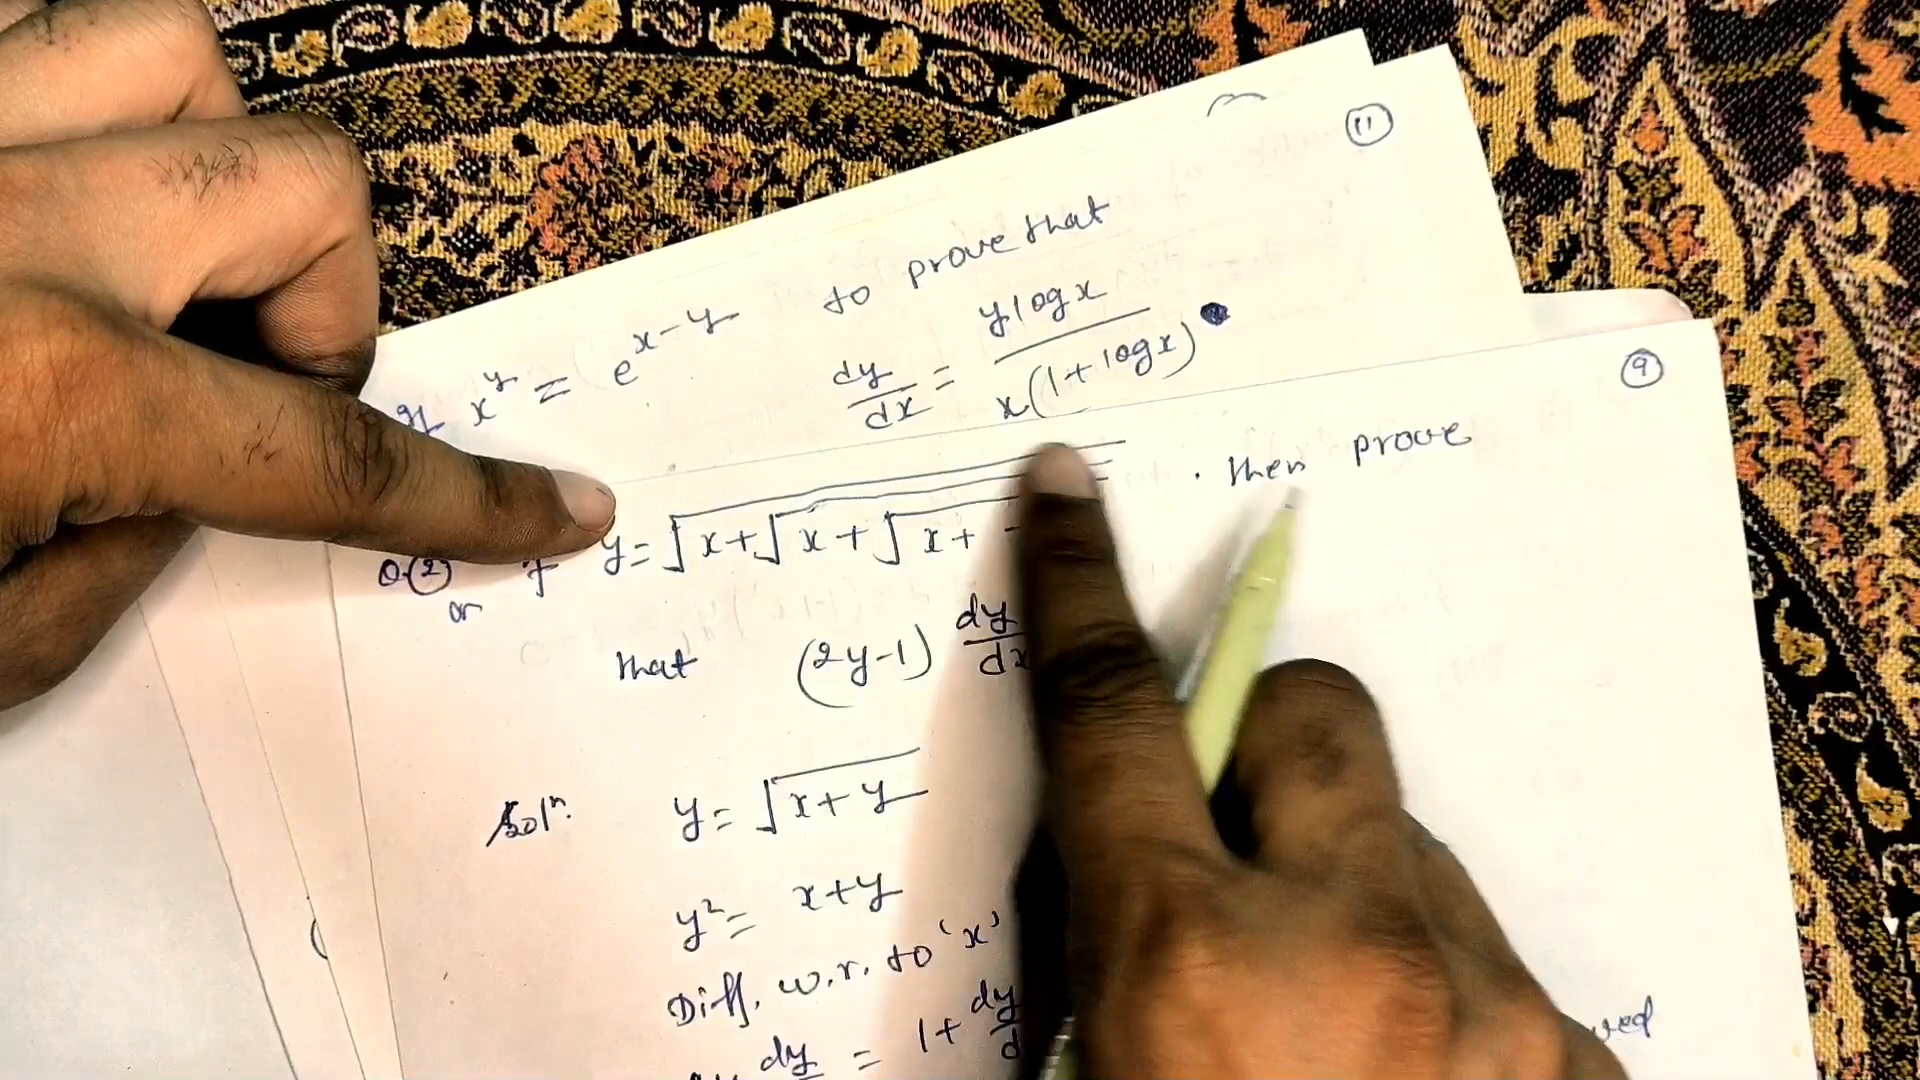 11
to prove that
If x^y = e^(x-y) dy/dx = y log x / x(1 + log x)
9
Q.(2) or If y = √(x + √(x + √(x + . then prove
that (2y-1) dy/dx
Solⁿ. y = √(x + y)
y² = x + y
Diff. w.r. to 'x'
dy = 1 + dy/d